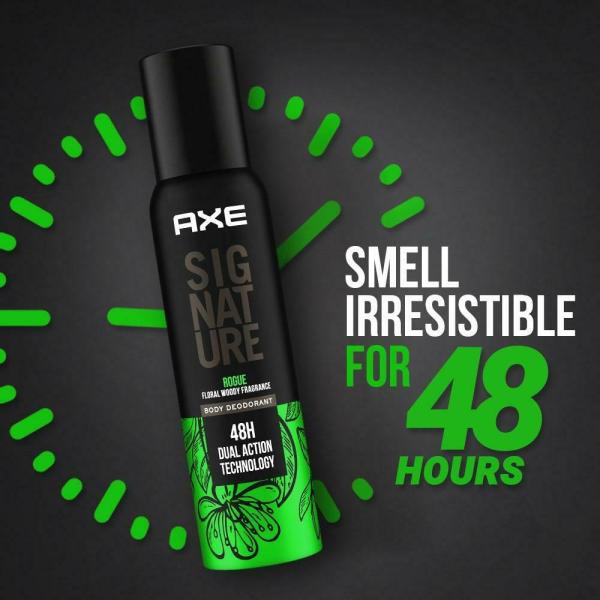 AXE
SIG
NAT
URE
ROGUE
FLORAL WOODY FRAGRANCE
BODY DEODORANT
48H
DUAL ACTION
TECHNOLOGY
SMELL
IRRESISTIBLE
FOR 48
HOURS